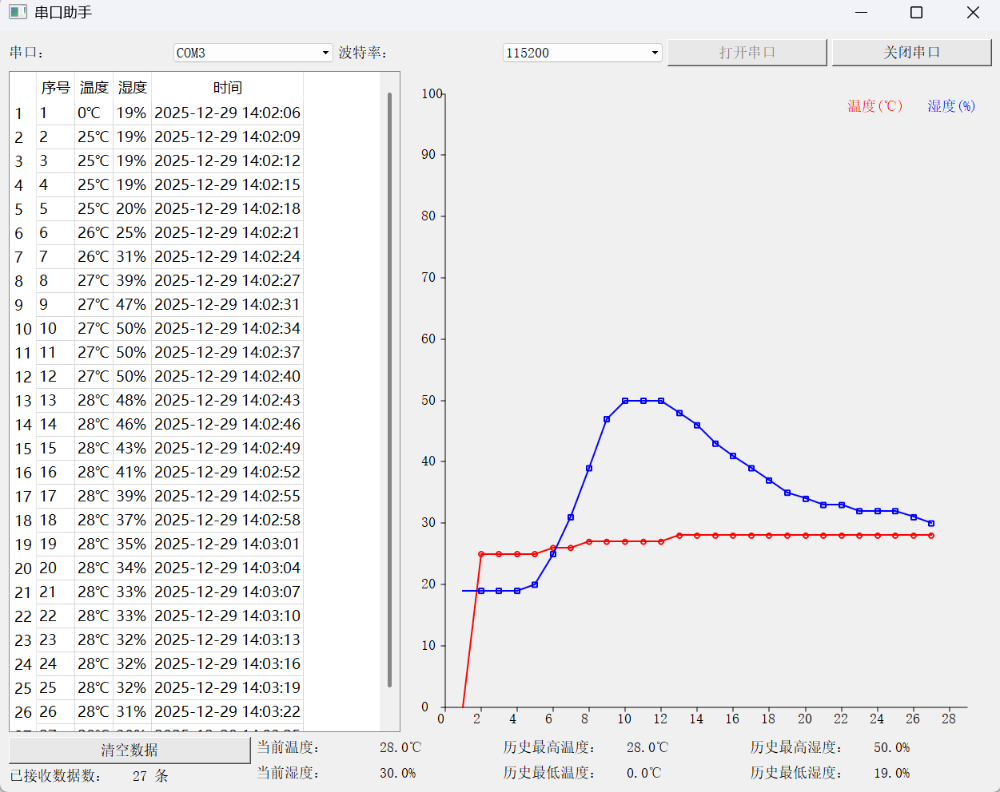 串口助手
串口： COM3 波特率： 115200 打开串口 关闭串口
序号 温度 湿度 时间
1 1 0℃ 19% 2025-12-29 14:02:06
2 2 25℃ 19% 2025-12-29 14:02:09
3 3 25℃ 19% 2025-12-29 14:02:12
4 4 25℃ 19% 2025-12-29 14:02:15
5 5 25℃ 20% 2025-12-29 14:02:18
6 6 26℃ 25% 2025-12-29 14:02:21
7 7 26℃ 31% 2025-12-29 14:02:24
8 8 27℃ 39% 2025-12-29 14:02:27
9 9 27℃ 47% 2025-12-29 14:02:31
10 10 27℃ 50% 2025-12-29 14:02:34
11 11 27℃ 50% 2025-12-29 14:02:37
12 12 27℃ 50% 2025-12-29 14:02:40
13 13 28℃ 48% 2025-12-29 14:02:43
14 14 28℃ 46% 2025-12-29 14:02:46
15 15 28℃ 43% 2025-12-29 14:02:49
16 16 28℃ 41% 2025-12-29 14:02:52
17 17 28℃ 39% 2025-12-29 14:02:55
18 18 28℃ 37% 2025-12-29 14:02:58
19 19 28℃ 35% 2025-12-29 14:03:01
20 20 28℃ 34% 2025-12-29 14:03:04
21 21 28℃ 33% 2025-12-29 14:03:07
22 22 28℃ 33% 2025-12-29 14:03:10
23 23 28℃ 32% 2025-12-29 14:03:13
24 24 28℃ 32% 2025-12-29 14:03:16
25 25 28℃ 32% 2025-12-29 14:03:19
26 26 28℃ 31% 2025-12-29 14:03:22
温度(℃) 湿度(%)
100
90
80
70
60
50
40
30
20
10
0
0 2 4 6 8 10 12 14 16 18 20 22 24 26 28
清空数据
已接收数据数： 27 条
当前温度： 28.0℃ 历史最高温度： 28.0℃ 历史最高湿度： 50.0%
当前湿度： 30.0% 历史最低温度： 0.0℃ 历史最低湿度： 19.0%